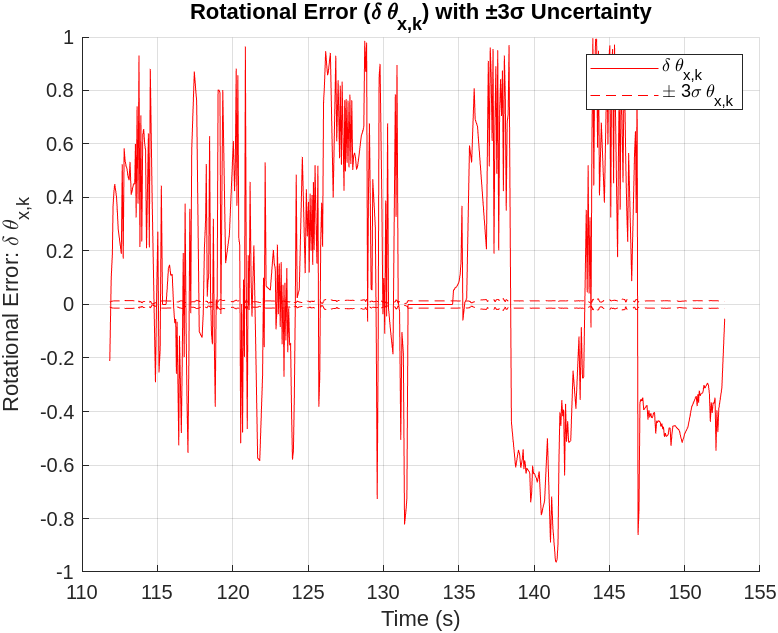 Rotational Error (δ θx,k) with ±3σ Uncertainty
δ θx,k
± 3σ θx,k
Rotational Error: δ θx,k
1
0.8
0.6
0.4
0.2
0
-0.2
-0.4
-0.6
-0.8
-1
110 115 120 125 130 135 140 145 150 155
Time (s)